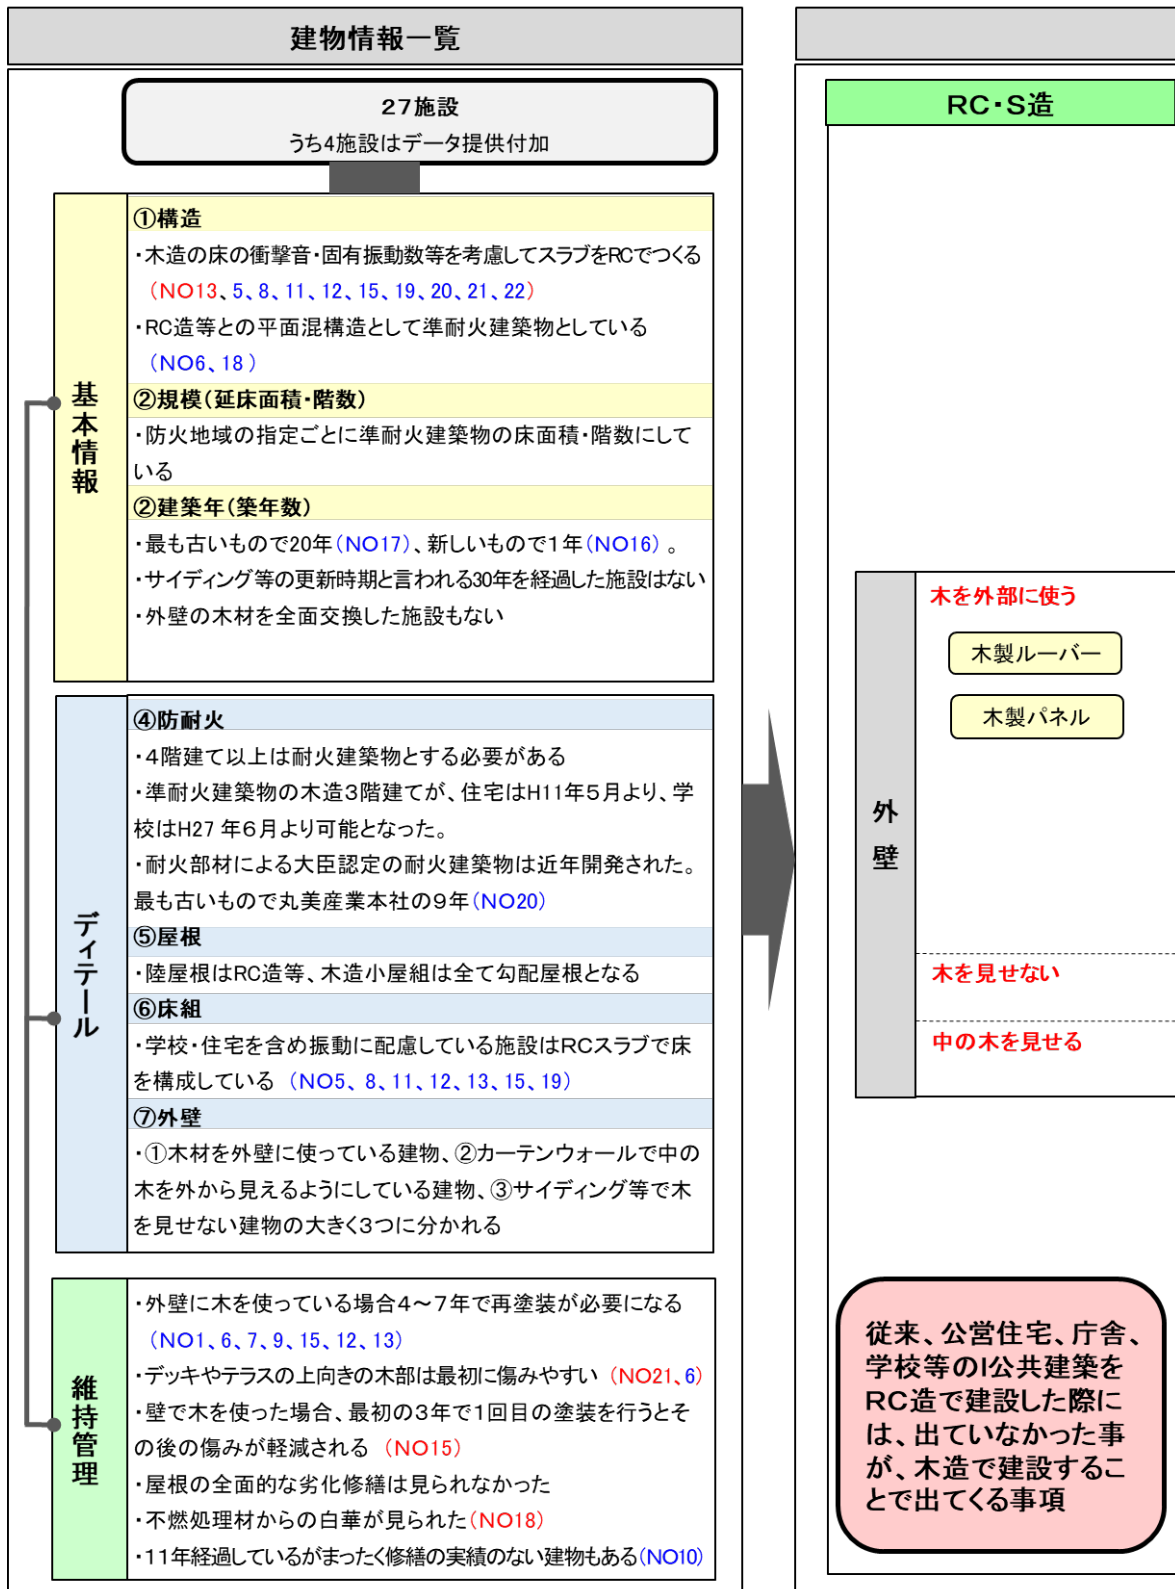 建物情報一覧
27施設
うち4施設はデータ提供付加
基本情報
①構造
・木造の床の衝撃音・固有振動数等を考慮してスラブをRCでつくる
（NO13、5、8、11、12、15、19、20、21、22）
・RC造等との平面混構造として準耐火建築物としている
（NO6、18）
②規模（延床面積・階数）
・防火地域の指定ごとに準耐火建築物の床面積・階数にして
いる
②建築年（築年数）
・最も古いもので20年（NO17）、新しいもので1年（NO16）。
・サイディング等の更新時期と言われる30年を経過した施設はない
・外壁の木材を全面交換した施設もない
ディテール
④防耐火
・４階建て以上は耐火建築物とする必要がある
・準耐火建築物の木造３階建てが、住宅はH11年５月より、学
校はH27 年６月より可能となった。
・耐火部材による大臣認定の耐火建築物は近年開発された。
最も古いもので丸美産業本社の９年（NO20）
⑤屋根
・陸屋根はRC造等、木造小屋組は全て勾配屋根となる
⑥床組
・学校・住宅を含め振動に配慮している施設はRCスラブで床
を構成している （NO5、8、11、12、13、15、19）
⑦外壁
・①木材を外壁に使っている建物、②カーテンウォールで中の
木を外から見えるようにしている建物、③サイディング等で木
を見せない建物の大きく３つに分かれる
維持管理
・外壁に木を使っている場合４～７年で再塗装が必要になる
（NO1、6、7、9、15、12、13）
・デッキやテラスの上向きの木部は最初に傷みやすい （NO21、6）
・壁で木を使った場合、最初の３年で１回目の塗装を行うとそ
の後の傷みが軽減される （NO15）
・屋根の全面的な劣化修繕は見られなかった
・不燃処理材からの白華が見られた（NO18）
・11年経過しているがまったく修繕の実績のない建物もある（NO10）
RC・S造
外壁
木を外部に使う
木製ルーバー
木製パネル
木を見せない
中の木を見せる
従来、公営住宅、庁舎、
学校等のI公共建築を
RC造で建設した際に
は、出ていなかった事
が、木造で建設するこ
とで出てくる事項